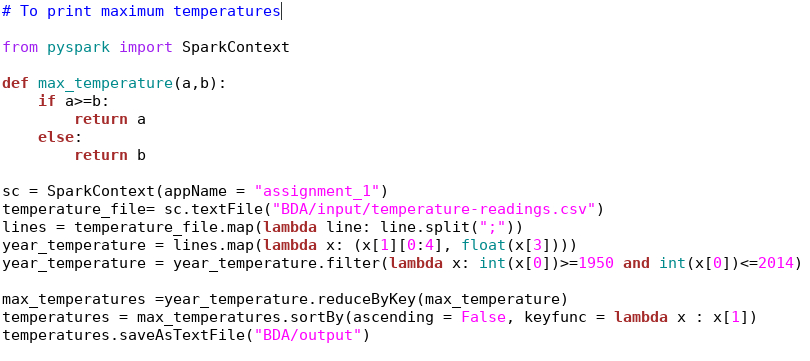 # To print maximum temperatures
from pyspark import SparkContext
def max_temperature(a,b):
    if a>=b:
        return a
    else:
        return b
sc = SparkContext(appName = "assignment_1")
temperature_file= sc.textFile("BDA/input/temperature-readings.csv")
lines = temperature_file.map(lambda line: line.split(";"))
year_temperature = lines.map(lambda x: (x[1][0:4], float(x[3])))
year_temperature = year_temperature.filter(lambda x: int(x[0])>=1950 and int(x[0])<=2014)
max_temperatures =year_temperature.reduceByKey(max_temperature)
temperatures = max_temperatures.sortBy(ascending = False, keyfunc = lambda x : x[1])
temperatures.saveAsTextFile("BDA/output")